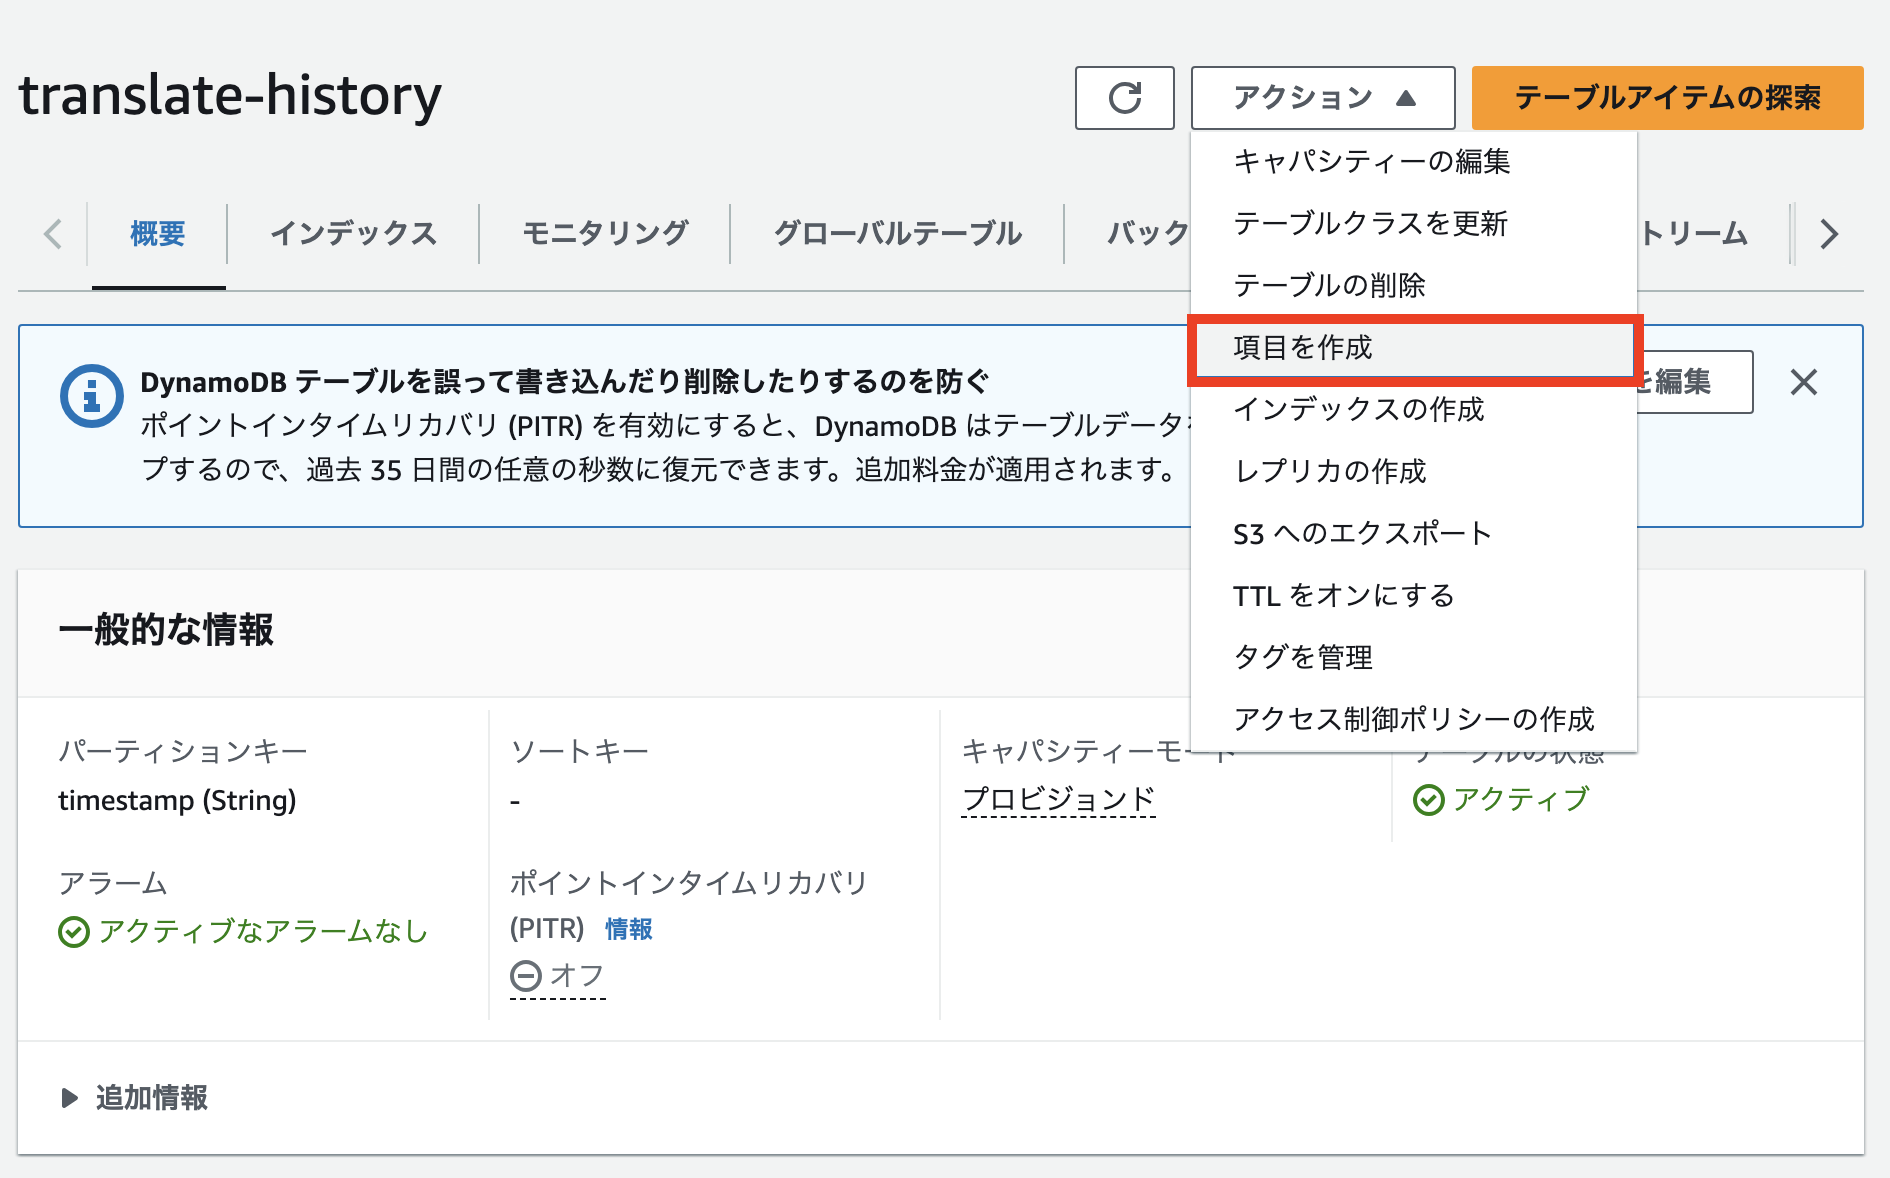 translate-history
アクション
テーブルアイテムの探索
キャパシティーの編集
テーブルクラスを更新
テーブルの削除
項目を作成
インデックスの作成
レプリカの作成
S3 へのエクスポート
TTL をオンにする
タグを管理
アクセス制御ポリシーの作成
概要
インデックス
モニタリング
グローバルテーブル
バック
トリーム
DynamoDB テーブルを誤って書き込んだり削除したりするのを防ぐ
を編集
ポイントインタイムリカバリ (PITR) を有効にすると、DynamoDB はテーブルデータを
プするので、過去 35 日間の任意の秒数に復元できます。追加料金が適用されます。
一般的な情報
パーティションキー
timestamp (String)
ソートキー
-
キャパシティーモード
プロビジョンド
テーブルの状態
アクティブ
アラーム
アクティブなアラームなし
ポイントインタイムリカバリ
(PITR) 情報
オフ
追加情報